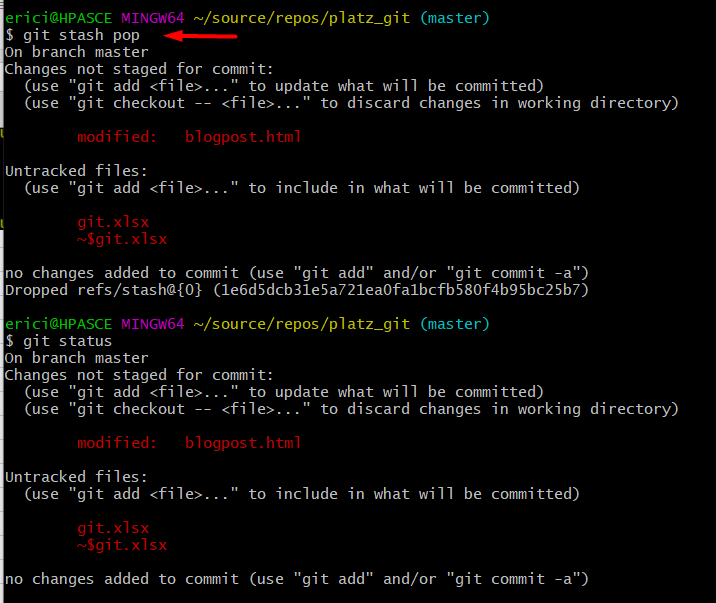 erici@HPASCE MINGW64 ~/source/repos/platz_git (master)
$ git stash pop
On branch master
Changes not staged for commit:
  (use "git add <file>..." to update what will be committed)
  (use "git checkout -- <file>..." to discard changes in working directory)

        modified:   blogpost.html

Untracked files:
  (use "git add <file>..." to include in what will be committed)

        git.xlsx
        ~$git.xlsx

no changes added to commit (use "git add" and/or "git commit -a")
Dropped refs/stash@{0} (1e6d5dcb31e5a721ea0fa1bcfb580f4b95bc25b7)

erici@HPASCE MINGW64 ~/source/repos/platz_git (master)
$ git status
On branch master
Changes not staged for commit:
  (use "git add <file>..." to update what will be committed)
  (use "git checkout -- <file>..." to discard changes in working directory)

        modified:   blogpost.html

Untracked files:
  (use "git add <file>..." to include in what will be committed)

        git.xlsx
        ~$git.xlsx

no changes added to commit (use "git add" and/or "git commit -a")